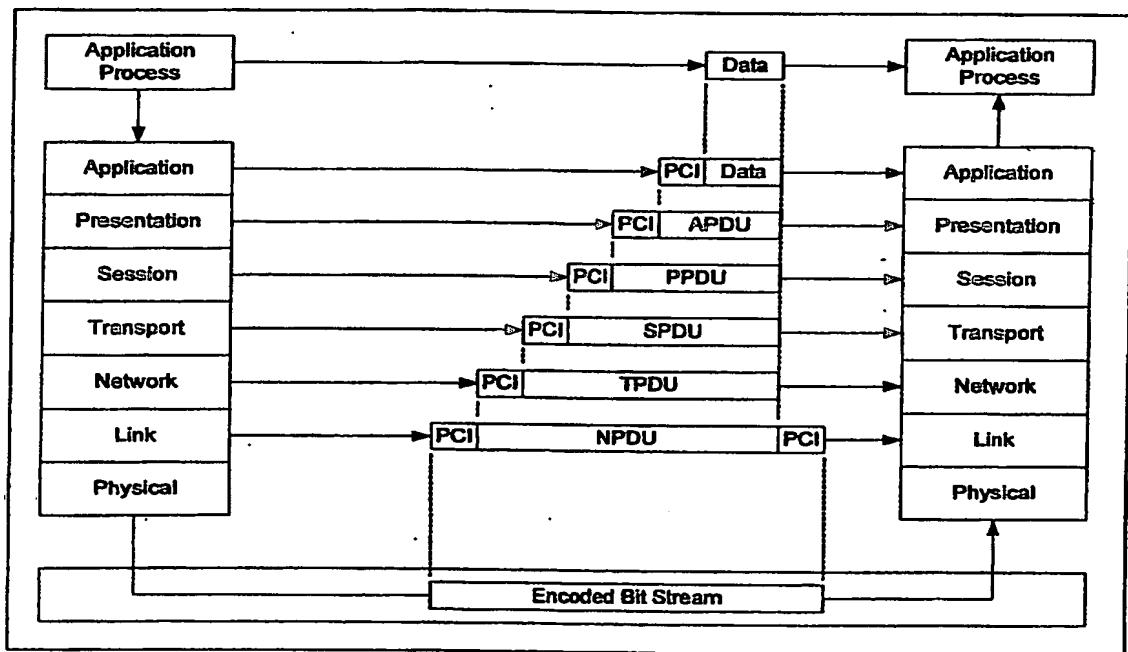 Application
Process
Data
Application
Process
Application
PCI Data
Application
Presentation
PCI APDU
Presentation
Session
PCI PPDU
Session
Transport
PCI SPDU
Transport
Network
PCI TPDU
Network
Link
PCI NPDU PCI
Link
Physical
Physical
Encoded Bit Stream